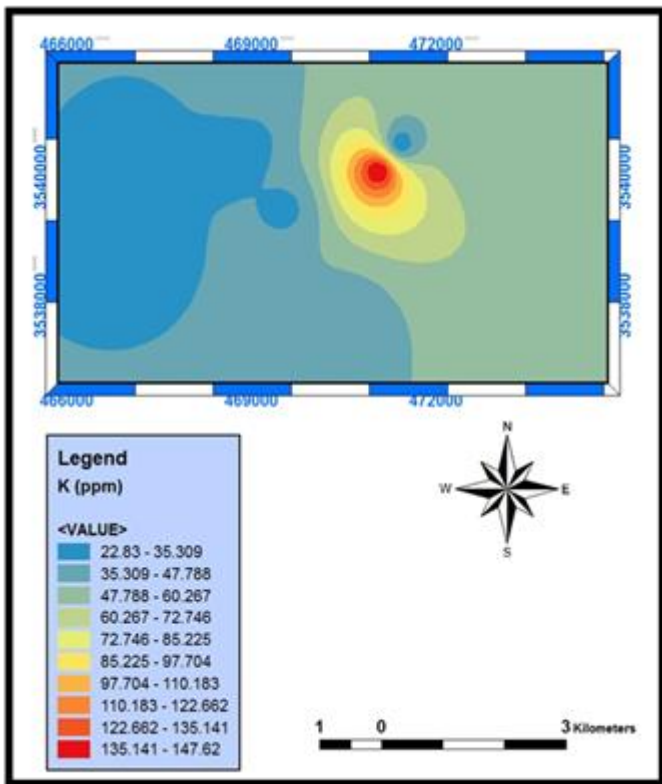 466000 469000 472000
3540000
3540000
3538000
3538000
466000 469000 472000
Legend
K (ppm)
<VALUE>
22.83 - 35.309
35.309 - 47.788
47.788 - 60.267
60.267 - 72.746
72.746 - 85.225
85.225 - 97.704
97.704 - 110.183
110.183 - 122.662
122.662 - 135.141
135.141 - 147.62
N
W E
S
1 0 3 Kilometers